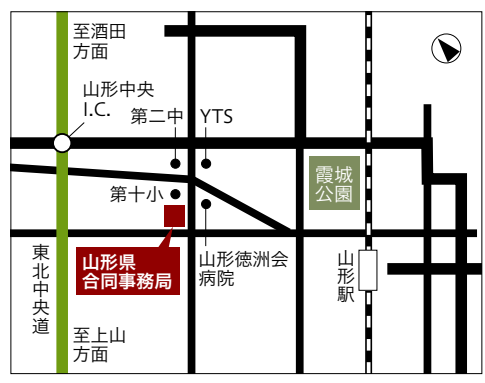 至酒田
方面
山形中央
I.C.
第二中
YTS
霞城
公園
第十小
山形県
合同事務局
山形徳洲会
病院
山形駅
東北中央道
至上山
方面